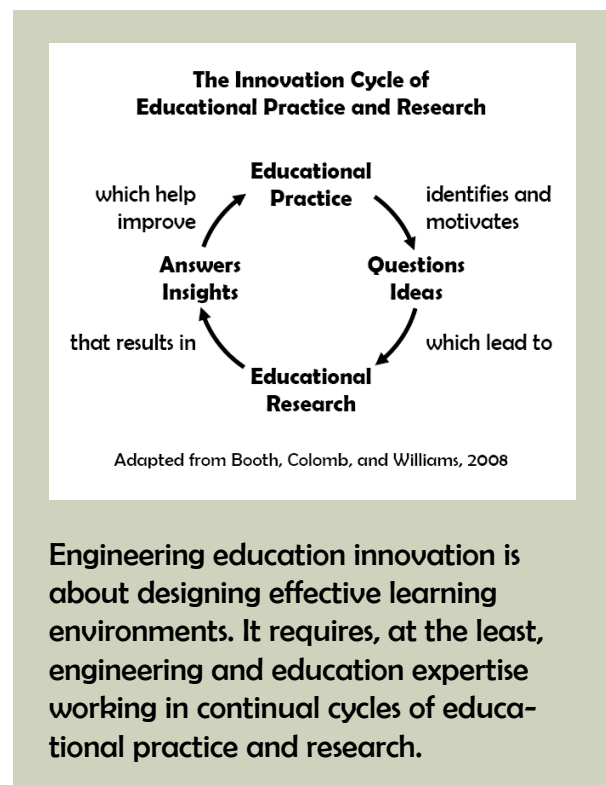 The Innovation Cycle of
Educational Practice and Research
Educational
Practice
identifies and
motivates
Questions
Ideas
which lead to
Educational
Research
that results in
Answers
Insights
which help
improve
Adapted from Booth, Colomb, and Williams, 2008
Engineering education innovation is
about designing effective learning
environments. It requires, at the least,
engineering and education expertise
working in continual cycles of educa-
tional practice and research.